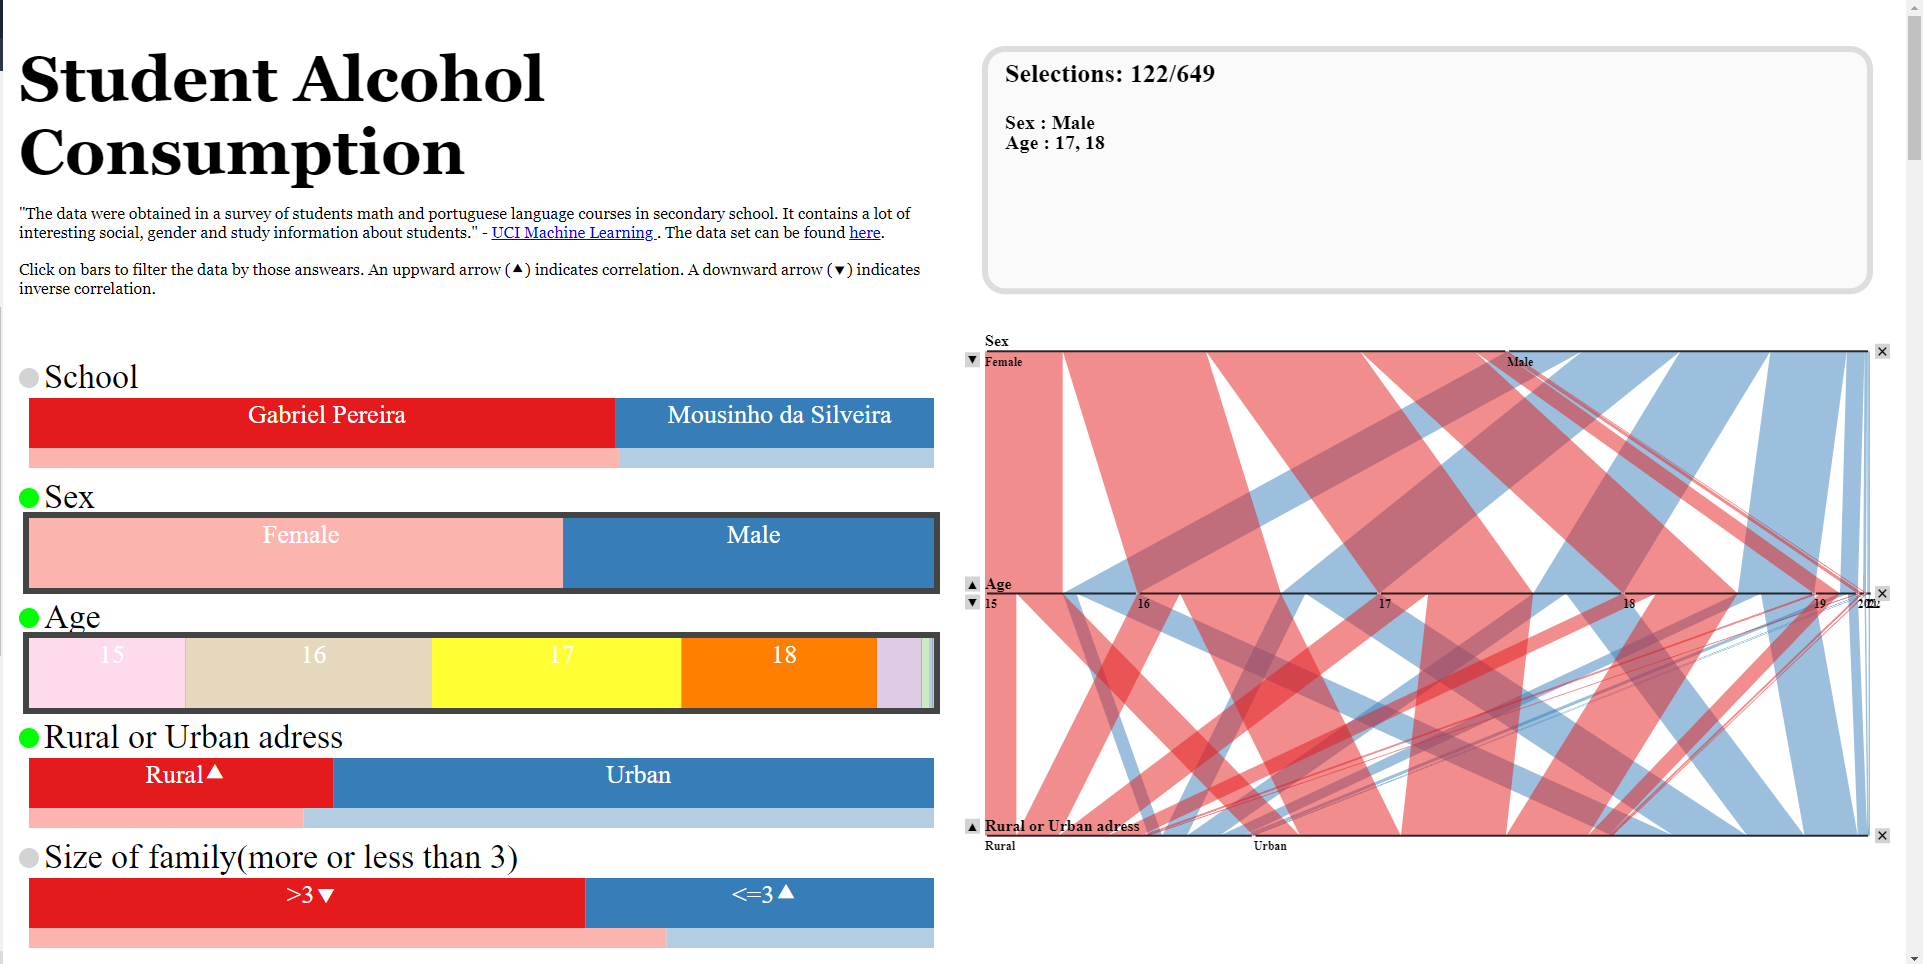 Student Alcohol
Consumption
"The data were obtained in a survey of students math and portuguese language courses in secondary school. It contains a lot of
interesting social, gender and study information about students." - UCI Machine Learning . The data set can be found here.
Click on bars to filter the data by those answears. An uppward arrow (▲) indicates correlation. A downward arrow (▼) indicates
inverse correlation.
Selections: 122/649
Sex : Male
Age : 17, 18
School
Gabriel Pereira
Mousinho da Silveira
Sex
Female
Male
Age
15
16
17
18
Rural or Urban adress
Rural▲
Urban
Size of family(more or less than 3)
>3▼
<=3▲
Sex
Female
Male
Age
15
16
17
18
19
Rural or Urban adress
Rural
Urban